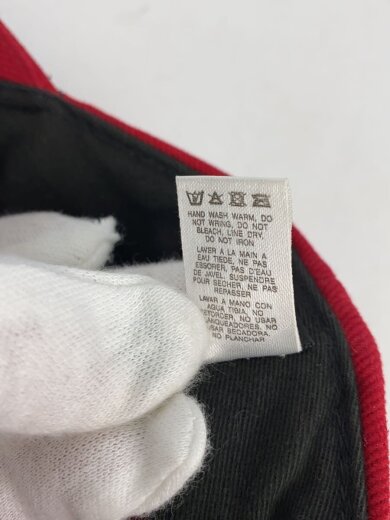 HAND WASH WARM, DO
NOT WRING, DO NOT
BLEACH, LINE DRY,
DO NOT IRON
LAVER A LA MAIN A
EAU TIEDE, NE PAS
ESSORER, PAS D'EAU
DE JAVEL, SUSPENDRE
POUR SECHER, NE PAS
REPASSER
LAVAR A MANO CON
AGUA TIBIA, NO
RETORCER, NO USAR
BLANQUEADORES, NO
USAR SECADORA,
NO PLANCHAR